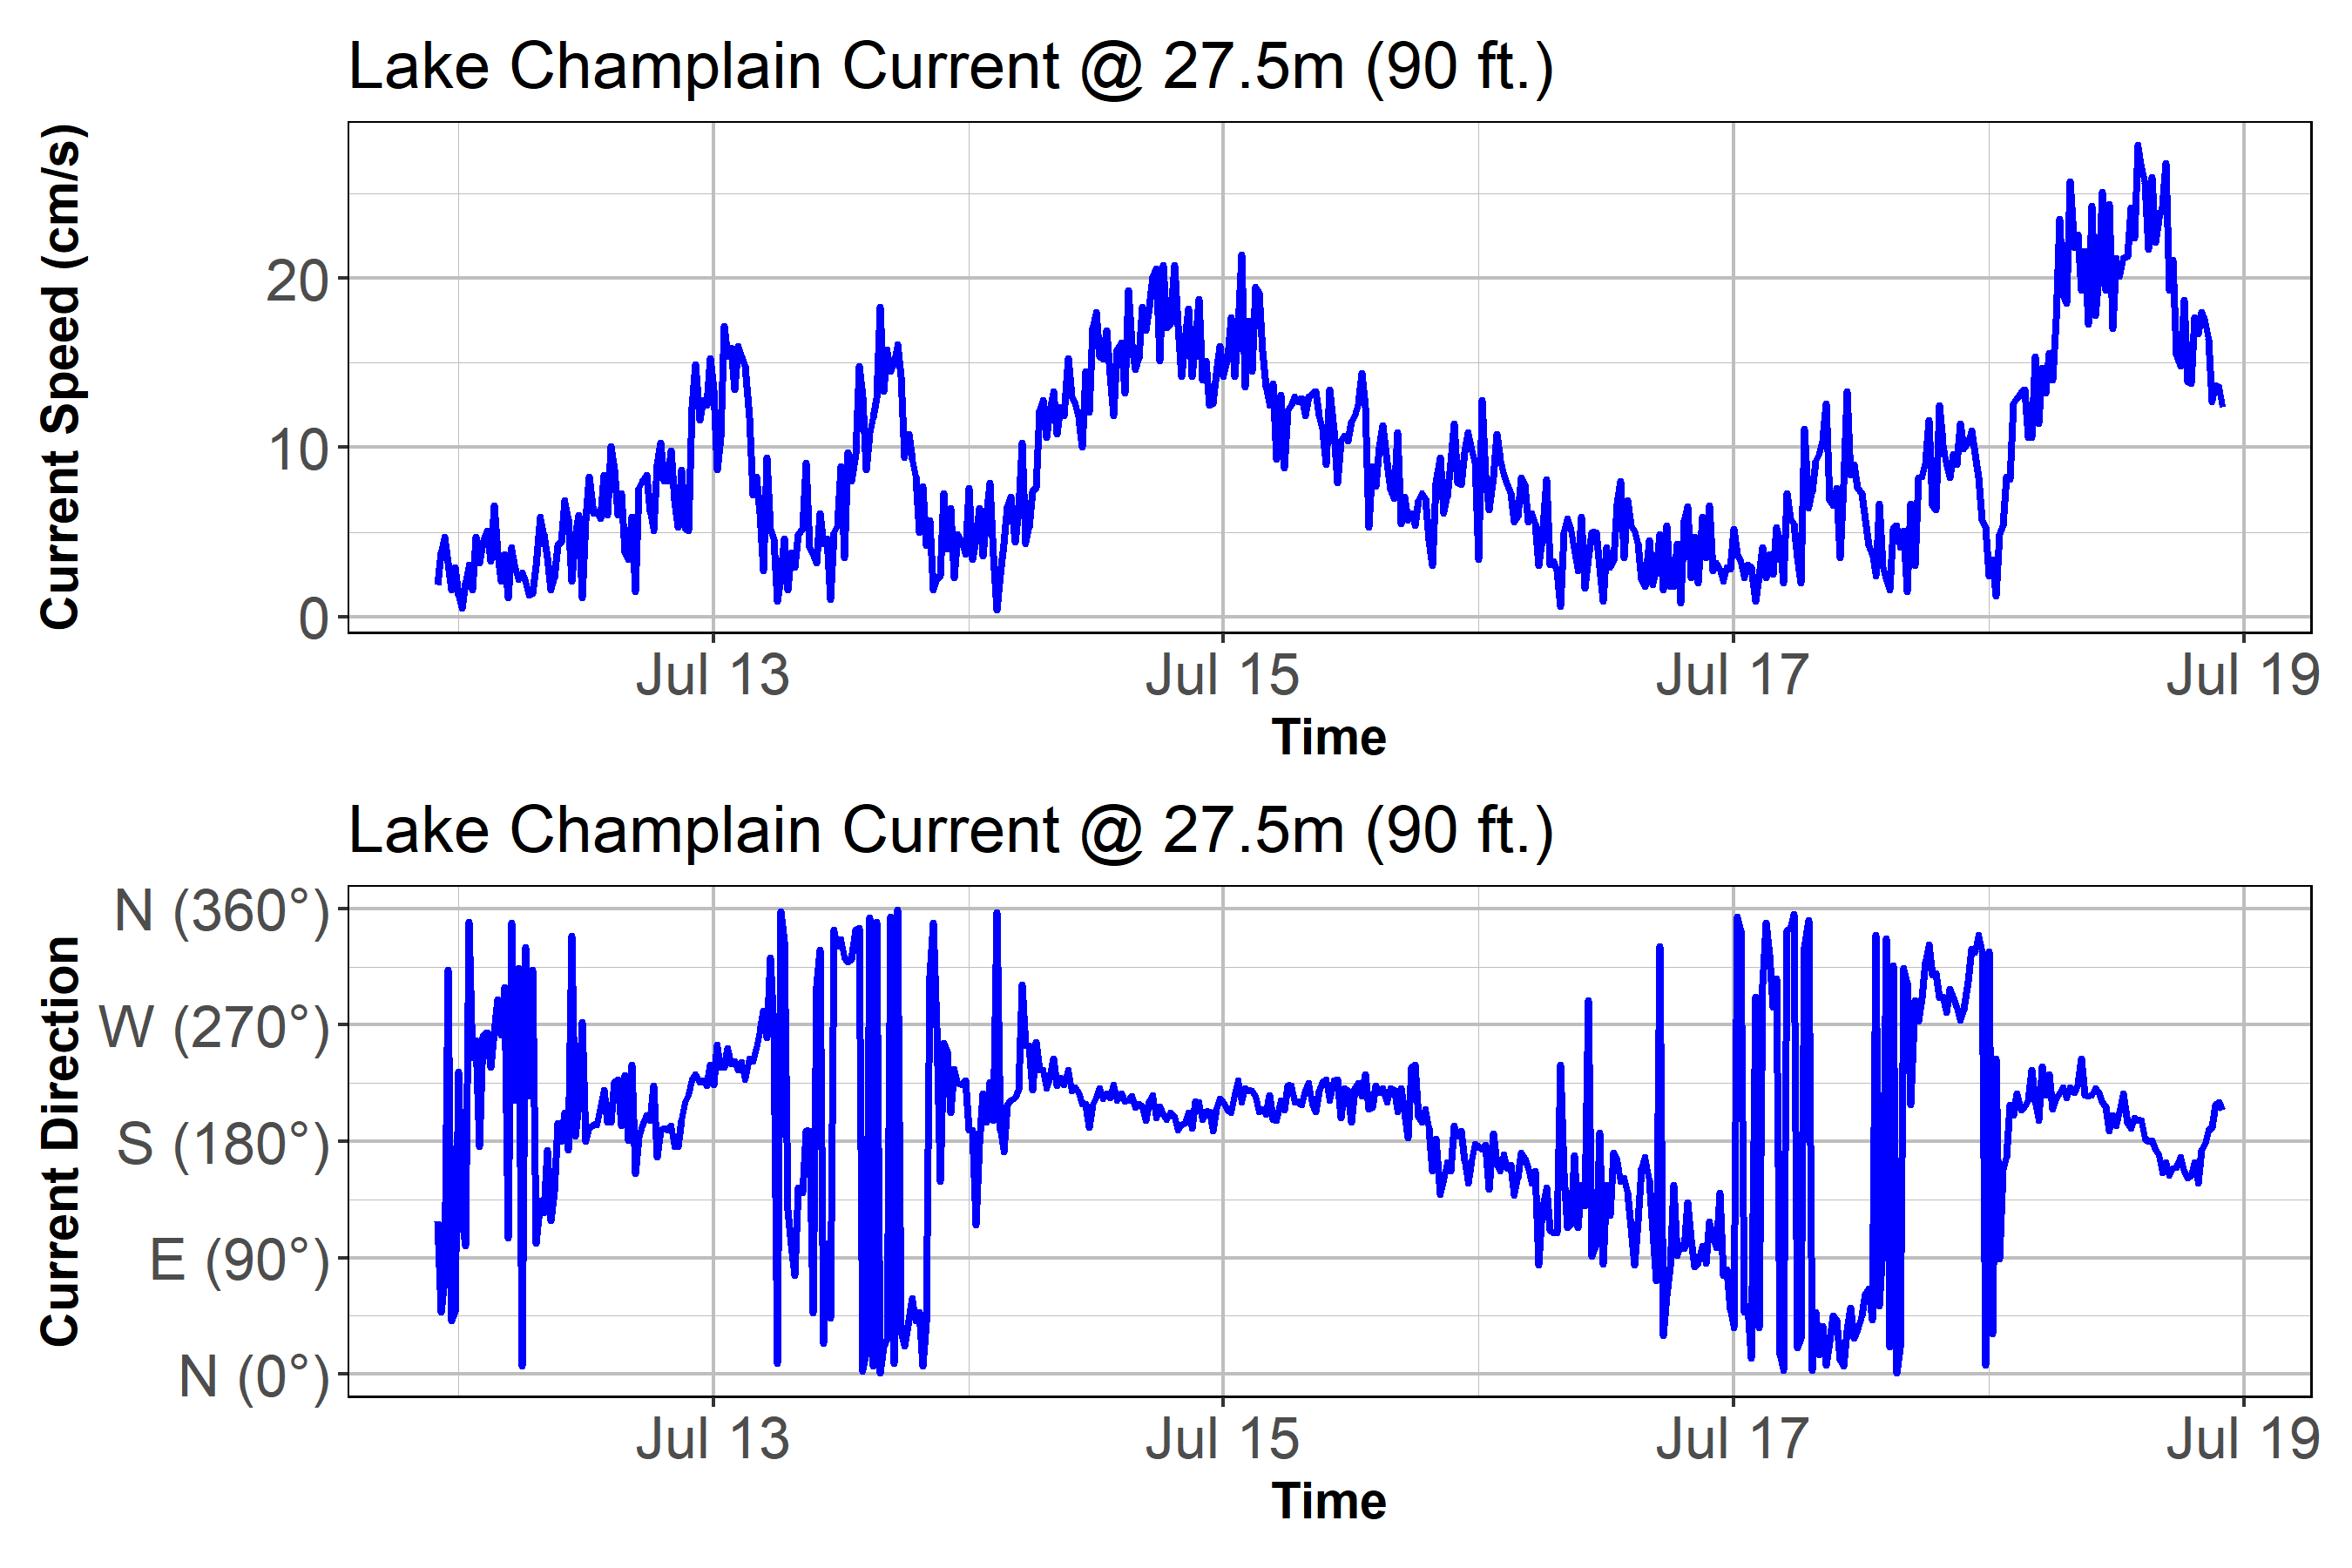 Lake Champlain Current @ 27.5m (90 ft.)
Current Speed (cm/s)
20
10
0
Jul 13 Jul 15 Jul 17 Jul 19
Time
Lake Champlain Current @ 27.5m (90 ft.)
Current Direction
N (360°)
W (270°)
S (180°)
E (90°)
N (0°)
Jul 13 Jul 15 Jul 17 Jul 19
Time